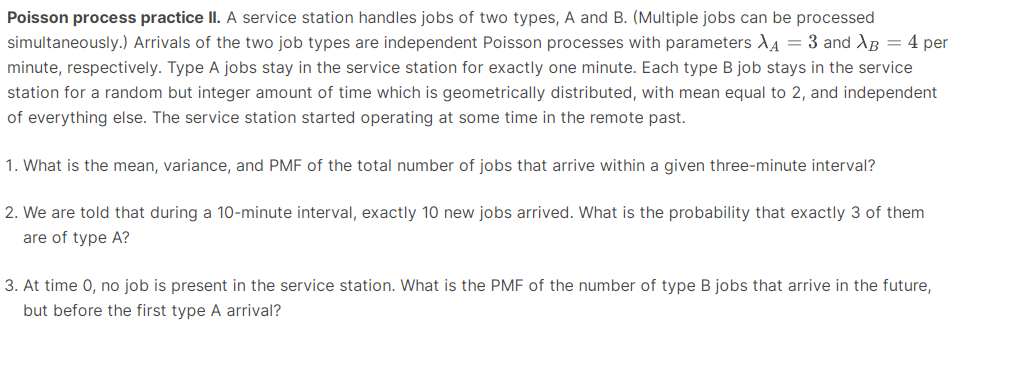 Poisson process practice II. A service station handles jobs of two types, A and B. (Multiple jobs can be processed
simultaneously.) Arrivals of the two job types are independent Poisson processes with parameters λ_A = 3 and λ_B = 4 per
minute, respectively. Type A jobs stay in the service station for exactly one minute. Each type B job stays in the service
station for a random but integer amount of time which is geometrically distributed, with mean equal to 2, and independent
of everything else. The service station started operating at some time in the remote past.
1. What is the mean, variance, and PMF of the total number of jobs that arrive within a given three-minute interval?
2. We are told that during a 10-minute interval, exactly 10 new jobs arrived. What is the probability that exactly 3 of them
are of type A?
3. At time 0, no job is present in the service station. What is the PMF of the number of type B jobs that arrive in the future,
but before the first type A arrival?